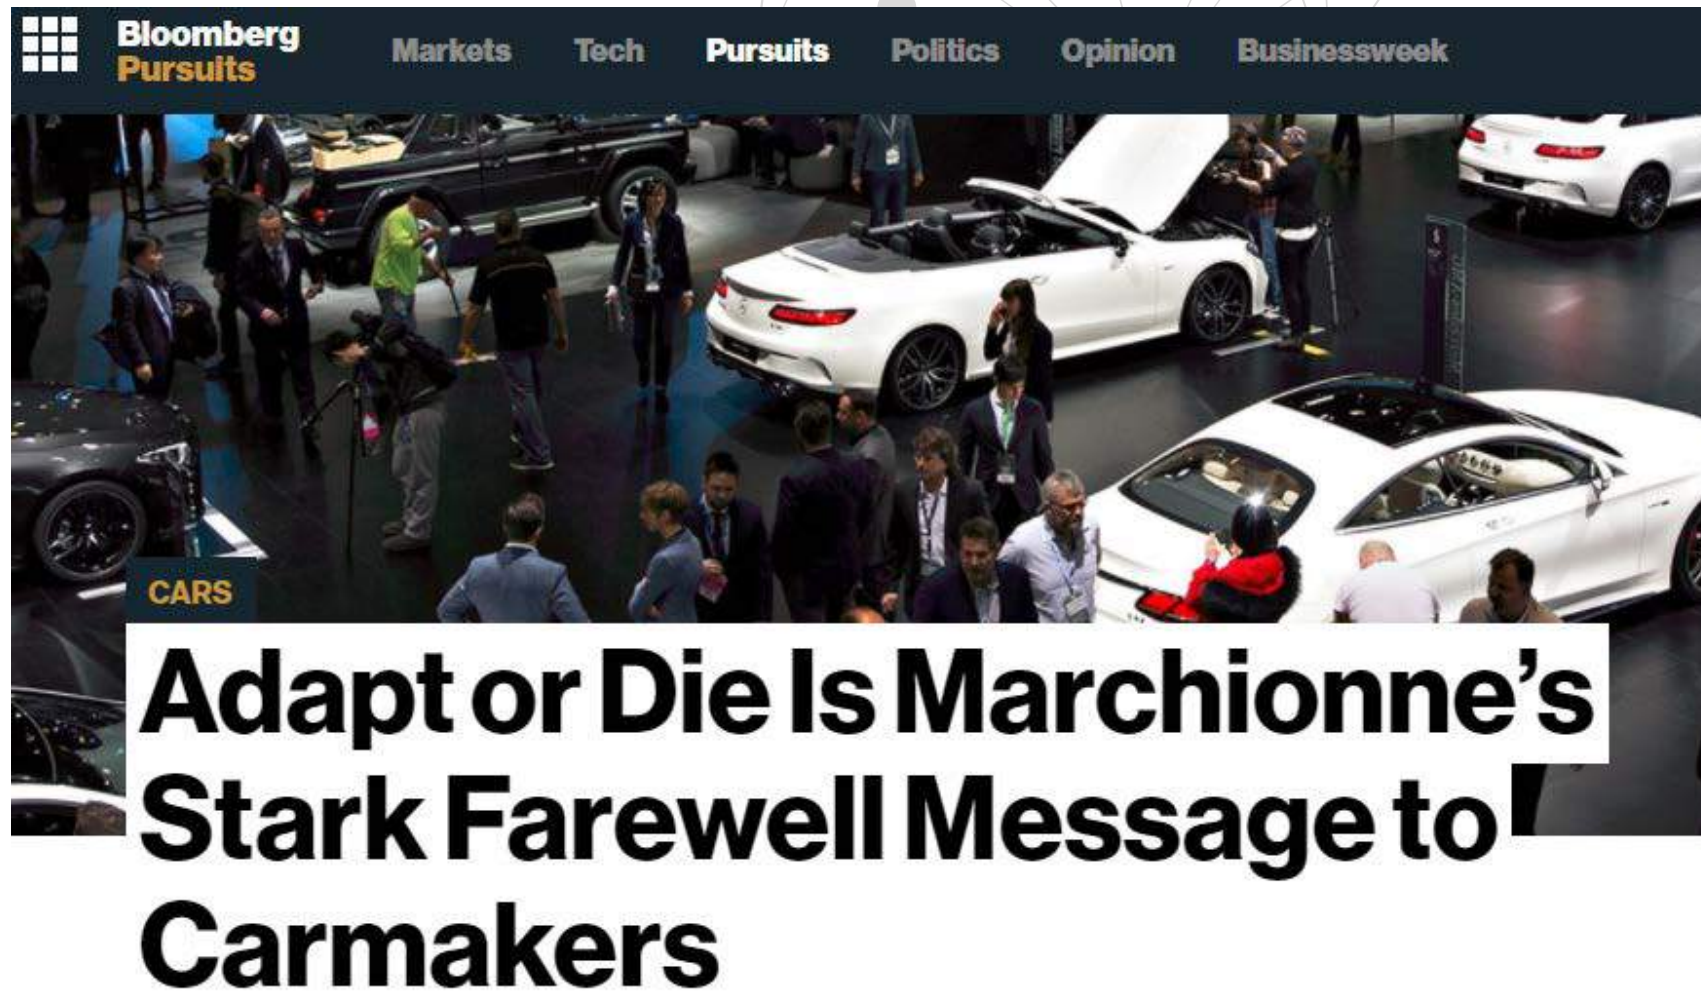 Bloomberg
Pursuits
Markets Tech Pursuits Politics Opinion Businessweek
CARS
Adapt or Die Is Marchionne’s
Stark Farewell Message to
Carmakers